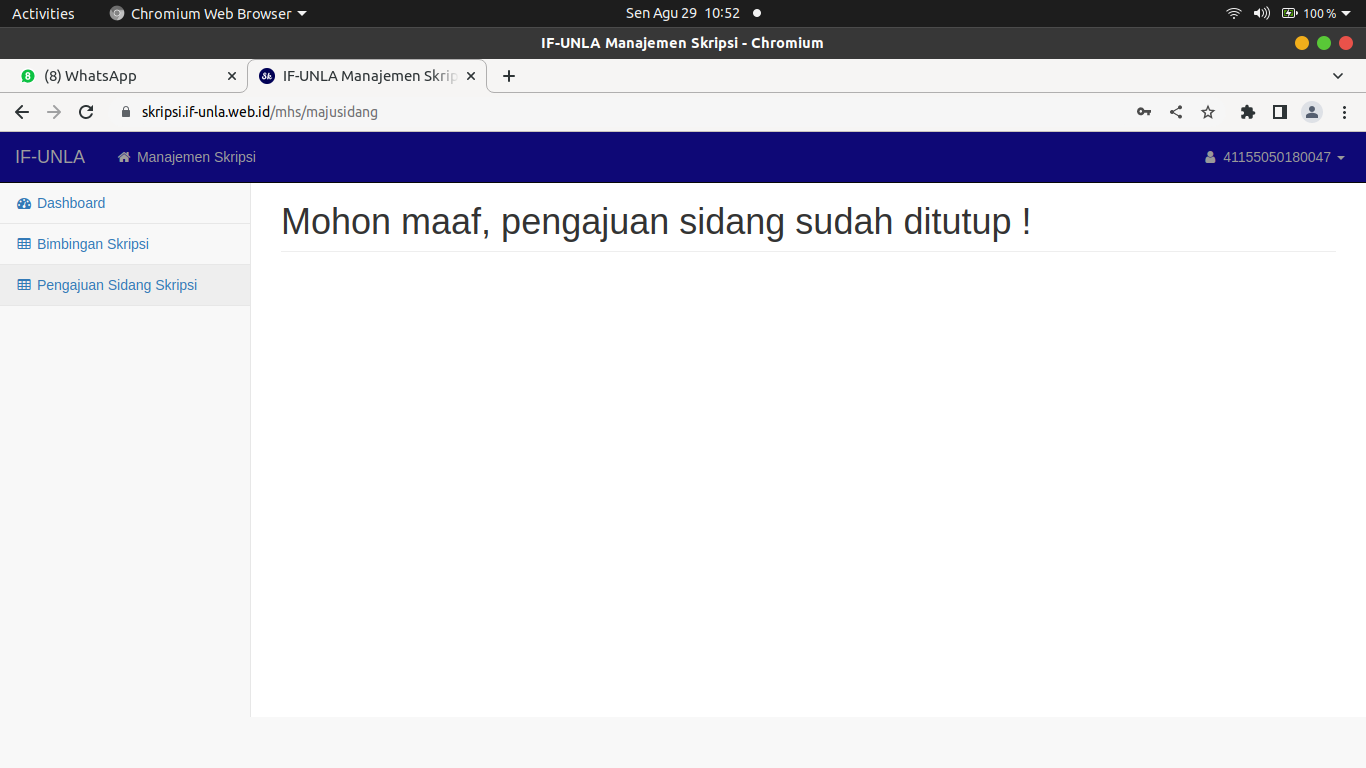 Activities
Chromium Web Browser
Sen Agu 29 10:52
100 %
IF-UNLA Manajemen Skripsi - Chromium
(8) WhatsApp
IF-UNLA Manajemen Skrip
skripsi.if-unla.web.id/mhs/majusidang
IF-UNLA
Manajemen Skripsi
41155050180047
Dashboard
Bimbingan Skripsi
Pengajuan Sidang Skripsi
Mohon maaf, pengajuan sidang sudah ditutup !